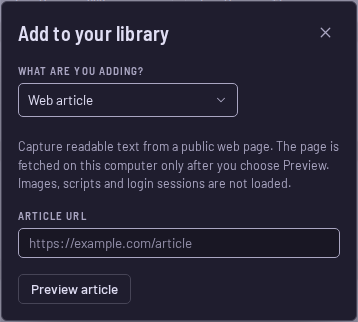 Add to your library
WHAT ARE YOU ADDING?
Web article
Capture readable text from a public web page. The page is
fetched on this computer only after you choose Preview.
Images, scripts and login sessions are not loaded.
ARTICLE URL
https://example.com/article
Preview article